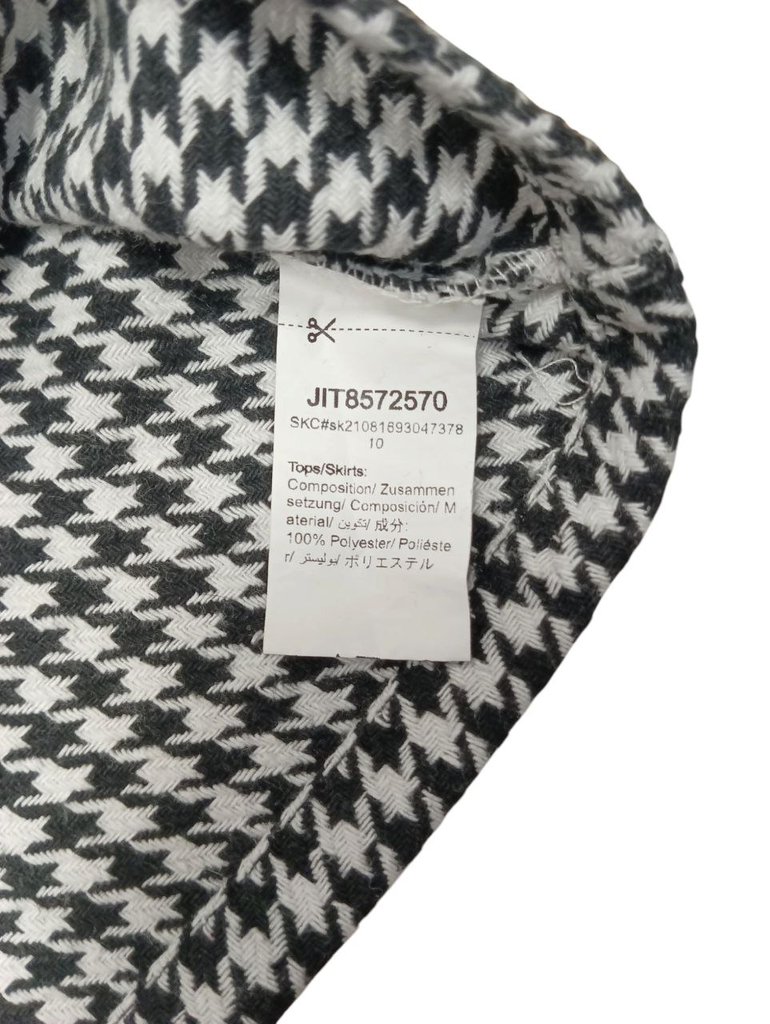 JIT8572570
SKC#sk21081693047378
10
Tops/Skirts:
Composition/ Zusammen
setzung/ Composición/ M
aterial/ تكوين/ 成分:
100% Polyester/ Poliéste
r/ بوليستر/ ポリエステル